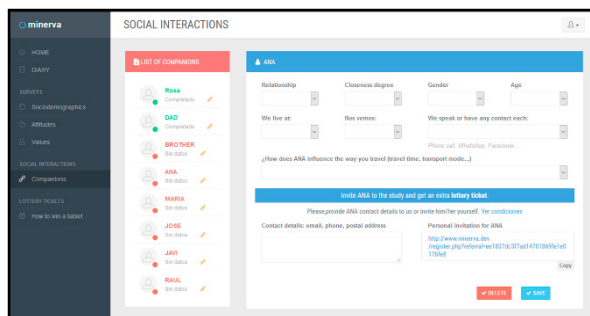 minerva
SOCIAL INTERACTIONS
HOME
DIARY
SURVEYS
Sociodemographics
Attitudes
Values
SOCIAL INTERACTIONS
Companions
LOTTERY TICKETS
How to win a tablet
LIST OF COMPANIONS
Rosa
Completado
DAD
Completado
BROTHER
Sin datos
ANA
Sin datos
MARIA
Sin datos
JOSE
Sin datos
JAVI
Sin datos
RAUL
Sin datos
ANA
Relationship Closeness degree Gender Age
We live at: Nos vemos: We speak or have any contact each:
Phone call, WhatsApp, Facebook...
¿How does ANA influence the way you travel (travel time, transport mode...)
Invite ANA to the study and get an extra lottery ticket.
Please,provide ANA contact details to us or invite him/her yourself. Ver condiciones
Contact details: email, phone, postal address Personal invitation for ANA
http://www.minerva.dev
Copy
DELETE SAVE